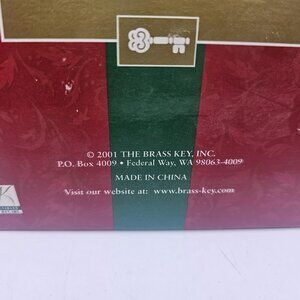 © 2001 THE BRASS KEY, INC.
P.O. Box 4009 • Federal Way, WA 98063-4009
MADE IN CHINA
Visit our website at: www.brass-key.com
K